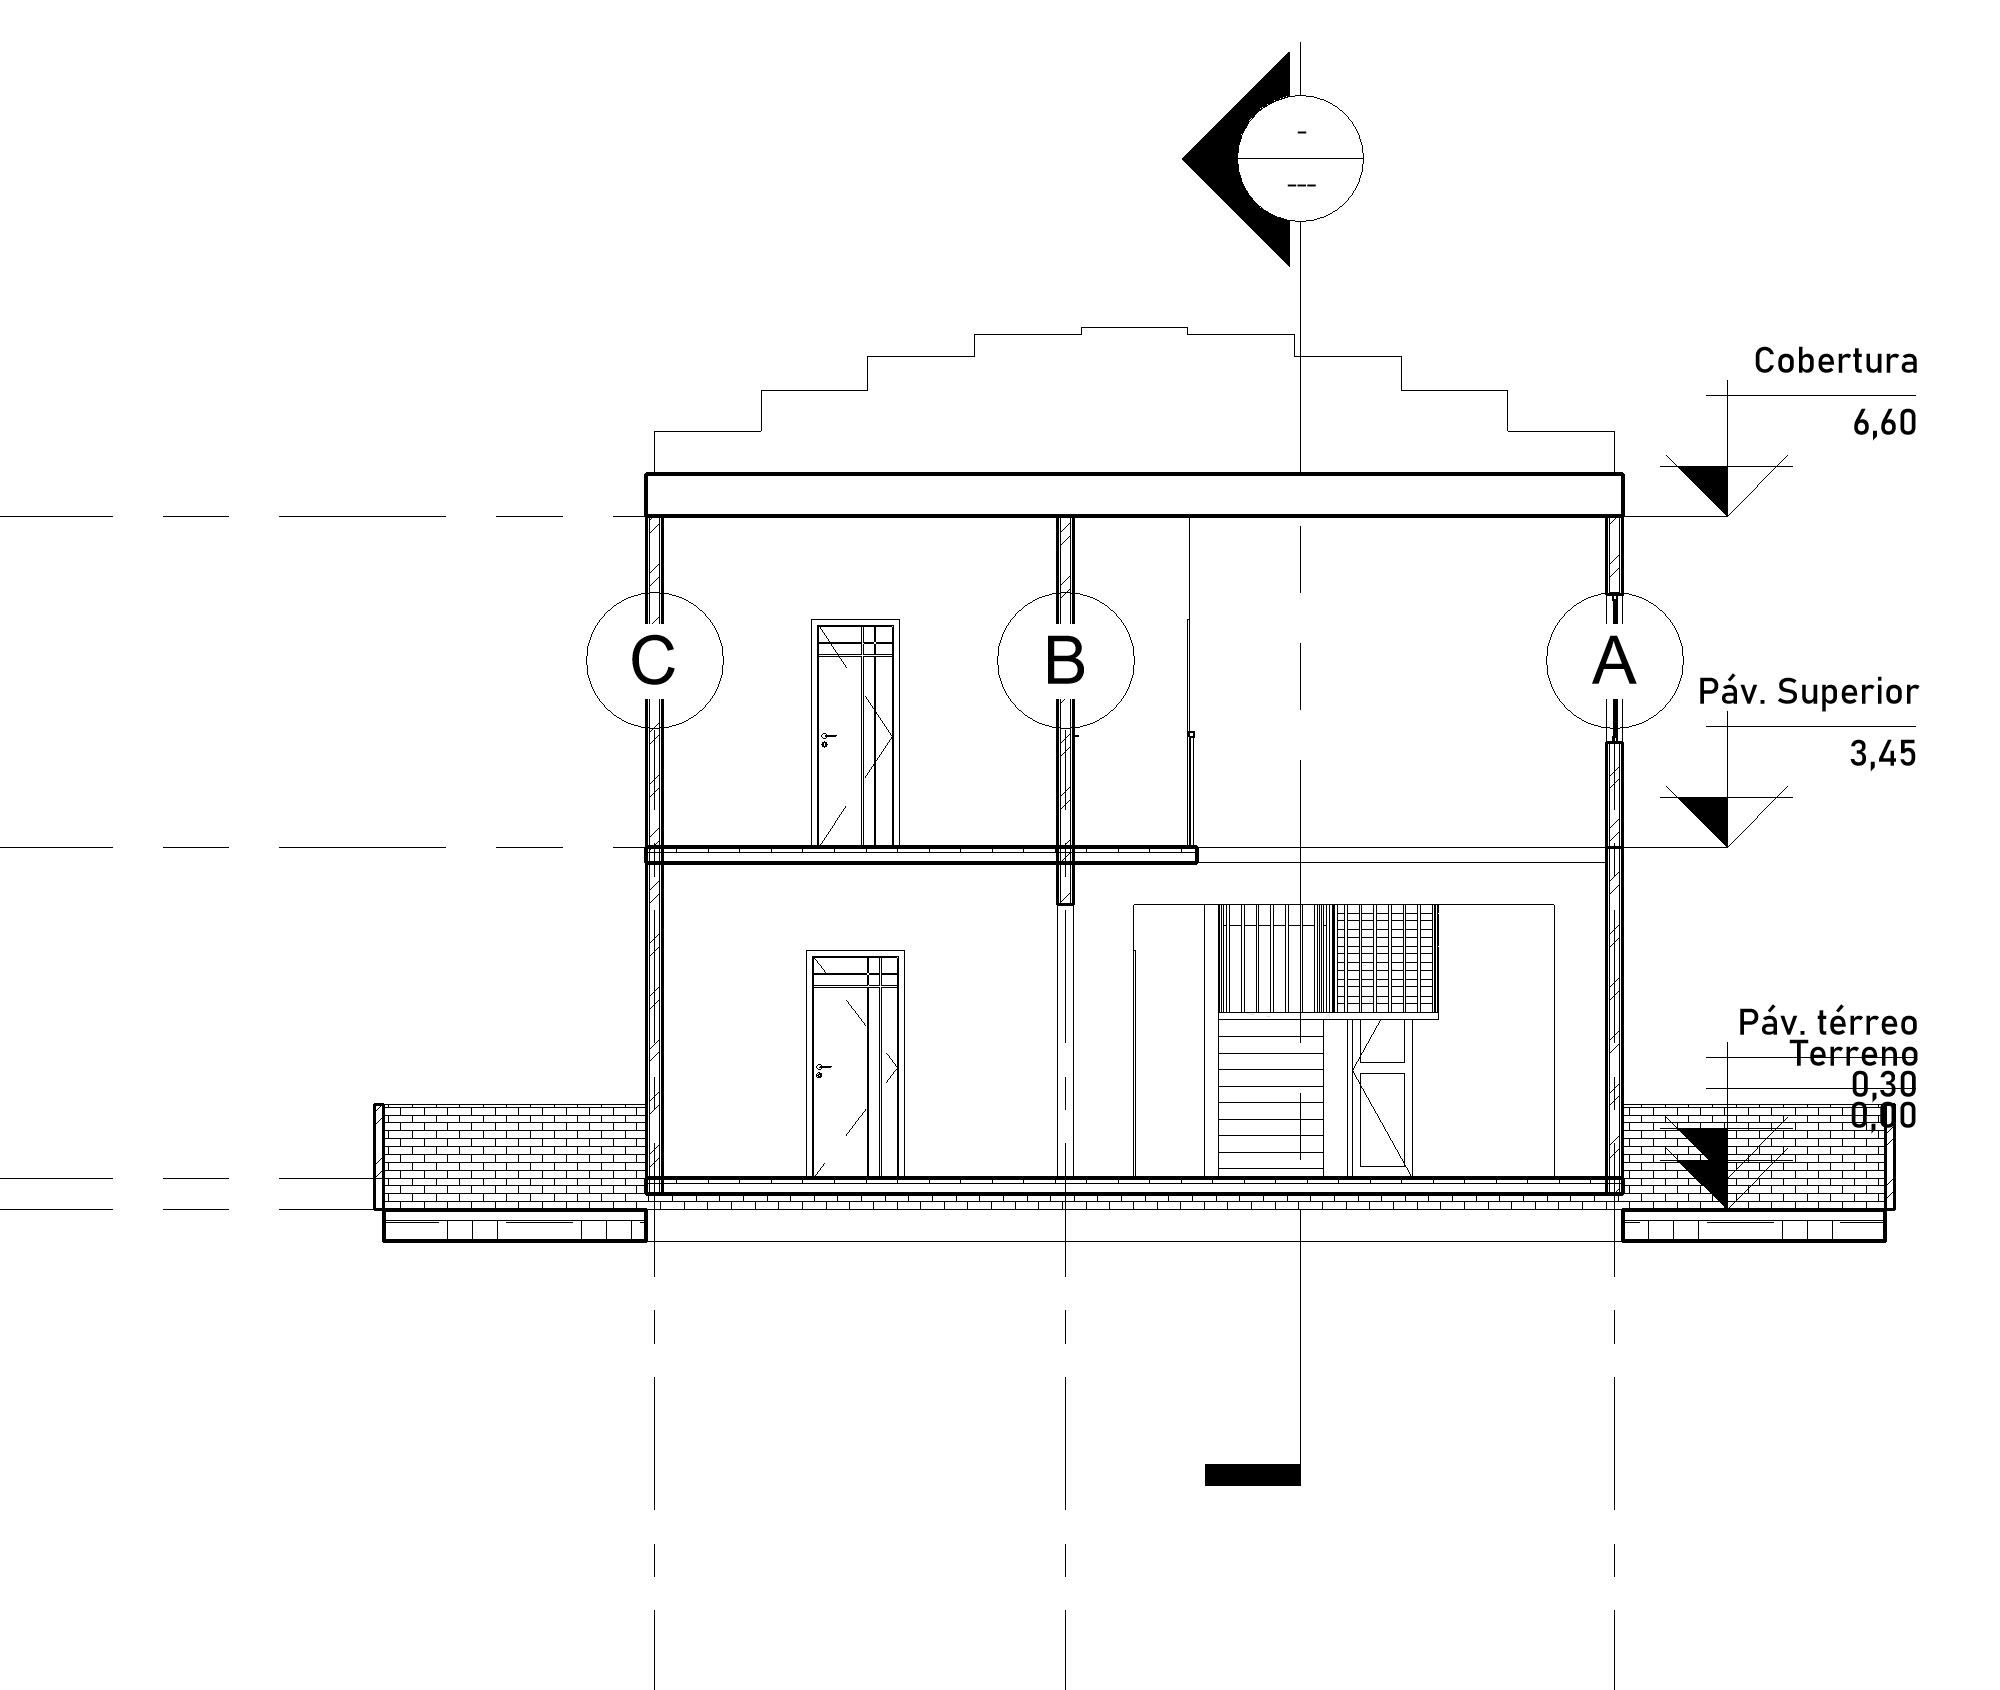 -
---
Cobertura
6,60
C
B
A
Páv. Superior
3,45
Páv. térreo
Terreno
0,30
0,00